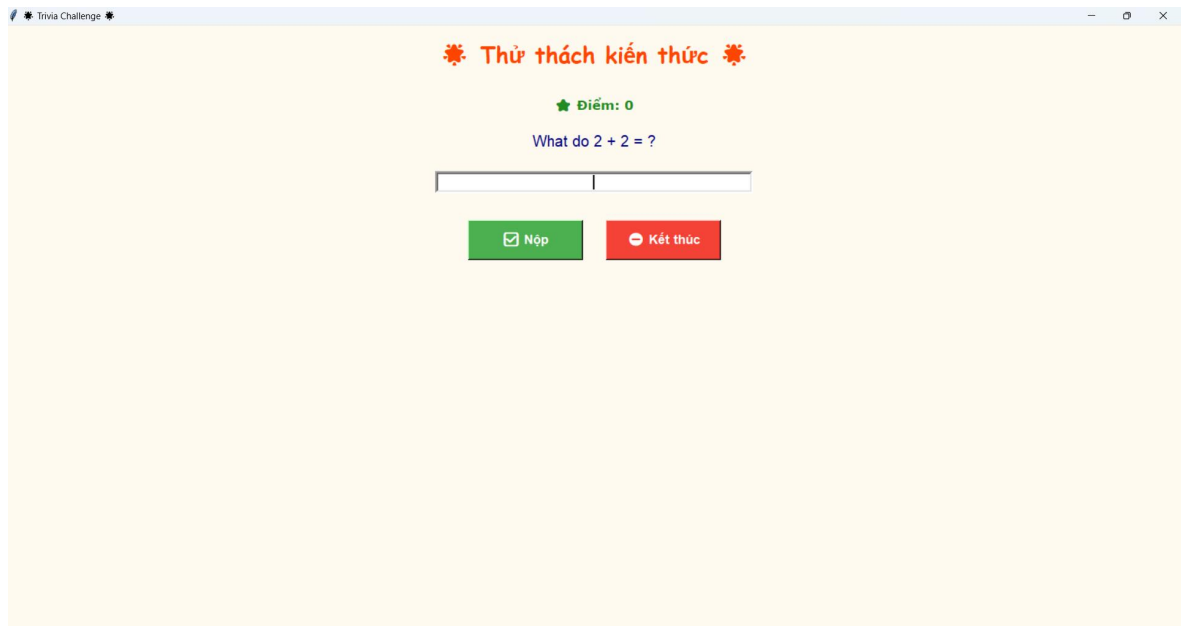 Trivia Challenge
Thử thách kiến thức
Điểm: 0
What do 2 + 2 = ?
Nộp
Kết thúc